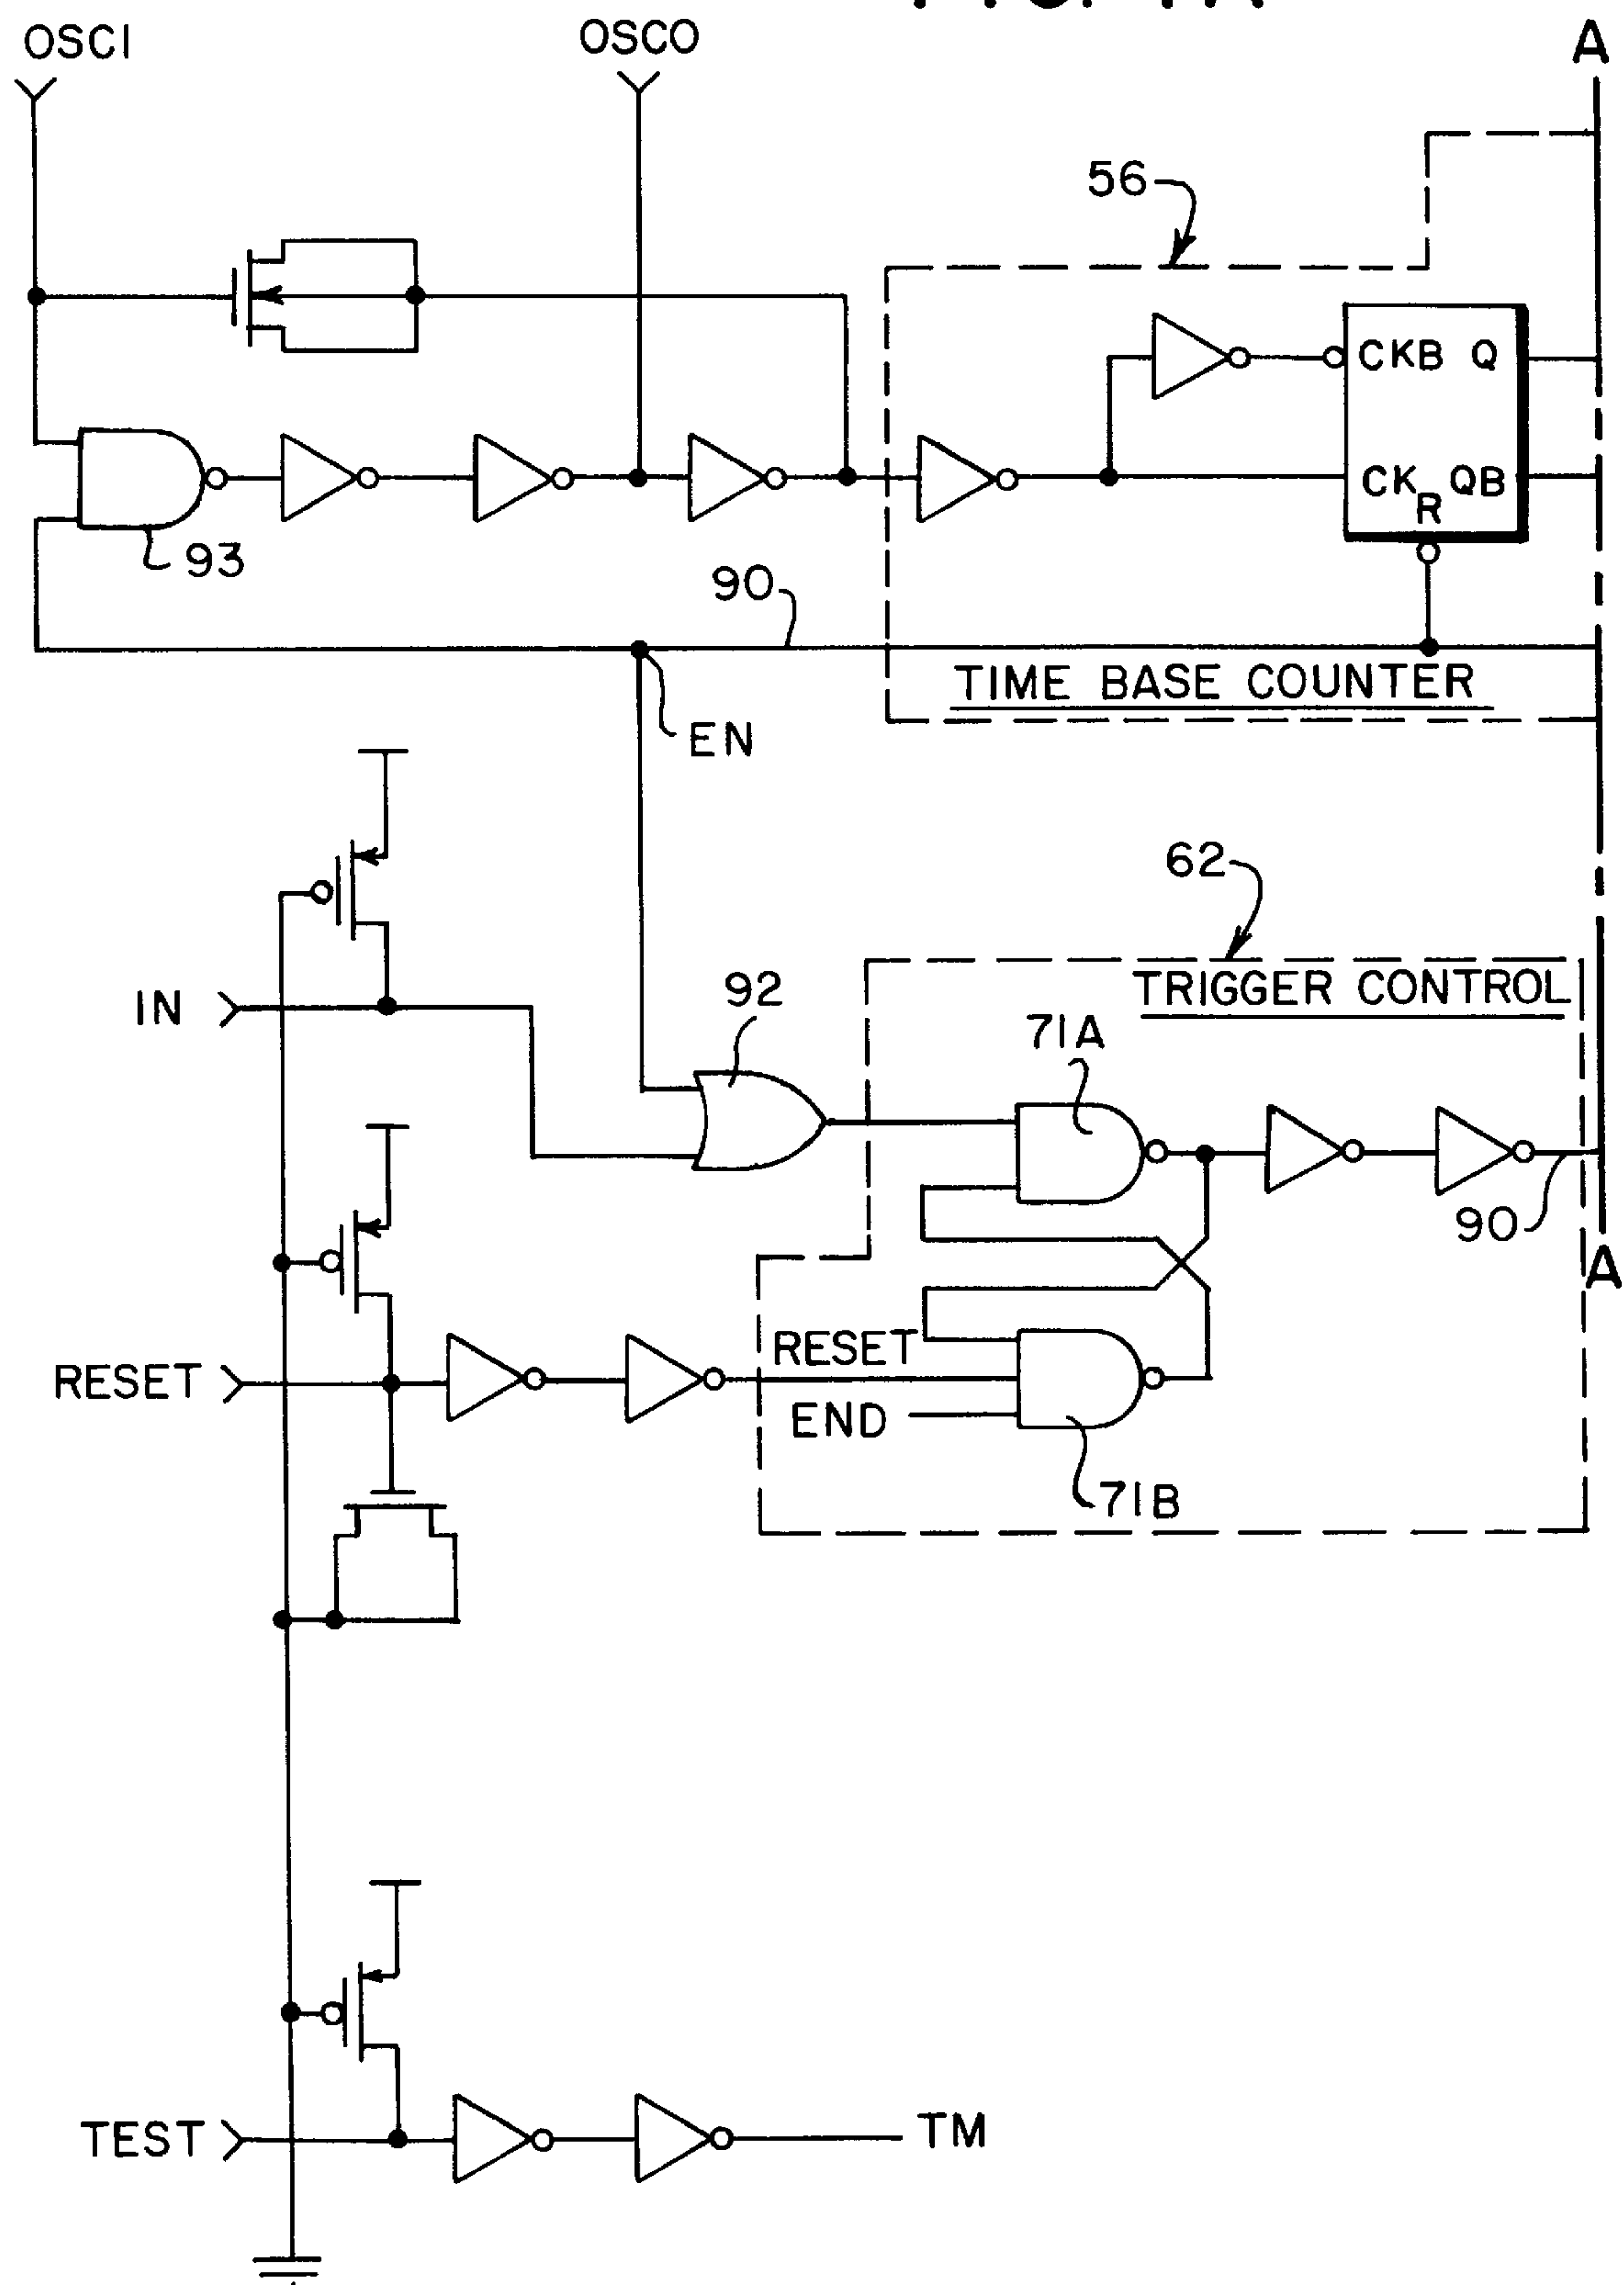 OSCI
OSCO
A
56
CKB Q
CK QB
R
93
90
TIME BASE COUNTER
EN
62
TRIGGER CONTROL
IN
92
71A
90
A
RESET
RESET
END
71B
TEST
TM